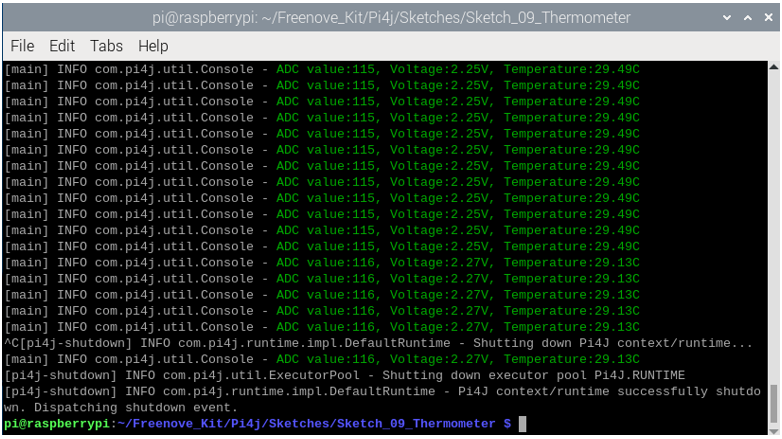 pi@raspberrypi: ~/Freenove_Kit/Pi4j/Sketches/Sketch_09_Thermometer
File Edit Tabs Help
[main] INFO com.pi4j.util.Console - ADC value:115, Voltage:2.25V, Temperature:29.49C
[main] INFO com.pi4j.util.Console - ADC value:115, Voltage:2.25V, Temperature:29.49C
[main] INFO com.pi4j.util.Console - ADC value:115, Voltage:2.25V, Temperature:29.49C
[main] INFO com.pi4j.util.Console - ADC value:115, Voltage:2.25V, Temperature:29.49C
[main] INFO com.pi4j.util.Console - ADC value:115, Voltage:2.25V, Temperature:29.49C
[main] INFO com.pi4j.util.Console - ADC value:115, Voltage:2.25V, Temperature:29.49C
[main] INFO com.pi4j.util.Console - ADC value:115, Voltage:2.25V, Temperature:29.49C
[main] INFO com.pi4j.util.Console - ADC value:115, Voltage:2.25V, Temperature:29.49C
[main] INFO com.pi4j.util.Console - ADC value:115, Voltage:2.25V, Temperature:29.49C
[main] INFO com.pi4j.util.Console - ADC value:115, Voltage:2.25V, Temperature:29.49C
[main] INFO com.pi4j.util.Console - ADC value:115, Voltage:2.25V, Temperature:29.49C
[main] INFO com.pi4j.util.Console - ADC value:115, Voltage:2.25V, Temperature:29.49C
[main] INFO com.pi4j.util.Console - ADC value:116, Voltage:2.27V, Temperature:29.13C
[main] INFO com.pi4j.util.Console - ADC value:116, Voltage:2.27V, Temperature:29.13C
[main] INFO com.pi4j.util.Console - ADC value:116, Voltage:2.27V, Temperature:29.13C
[main] INFO com.pi4j.util.Console - ADC value:116, Voltage:2.27V, Temperature:29.13C
[main] INFO com.pi4j.util.Console - ADC value:116, Voltage:2.27V, Temperature:29.13C
^C[pi4j-shutdown] INFO com.pi4j.runtime.impl.DefaultRuntime - Shutting down Pi4J context/runtime...
[main] INFO com.pi4j.util.Console - ADC value:116, Voltage:2.27V, Temperature:29.13C
[pi4j-shutdown] INFO com.pi4j.util.ExecutorPool - Shutting down executor pool Pi4J.RUNTIME
[pi4j-shutdown] INFO com.pi4j.runtime.impl.DefaultRuntime - Pi4J context/runtime successfully shutdo
wn. Dispatching shutdown event.
pi@raspberrypi:~/Freenove_Kit/Pi4j/Sketches/Sketch_09_Thermometer $